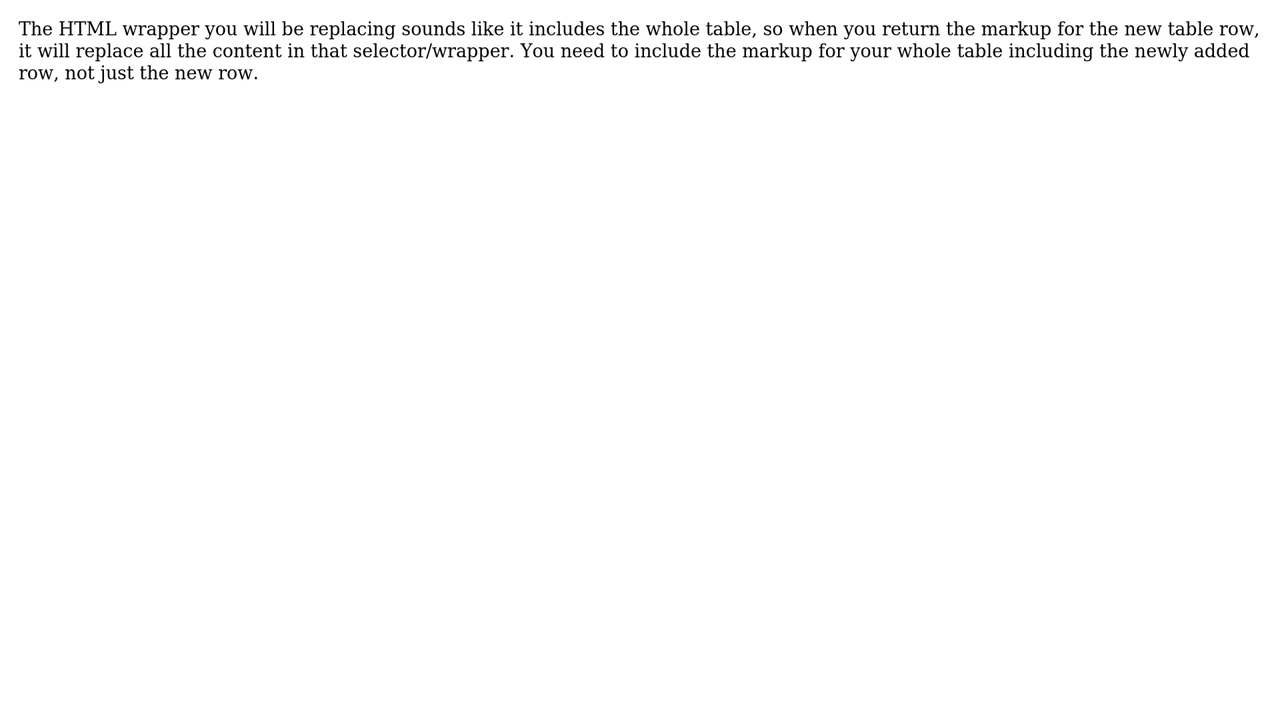 The HTML wrapper you will be replacing sounds like it includes the whole table, so when you return the markup for the new table row,
it will replace all the content in that selector/wrapper. You need to include the markup for your whole table including the newly added
row, not just the new row.